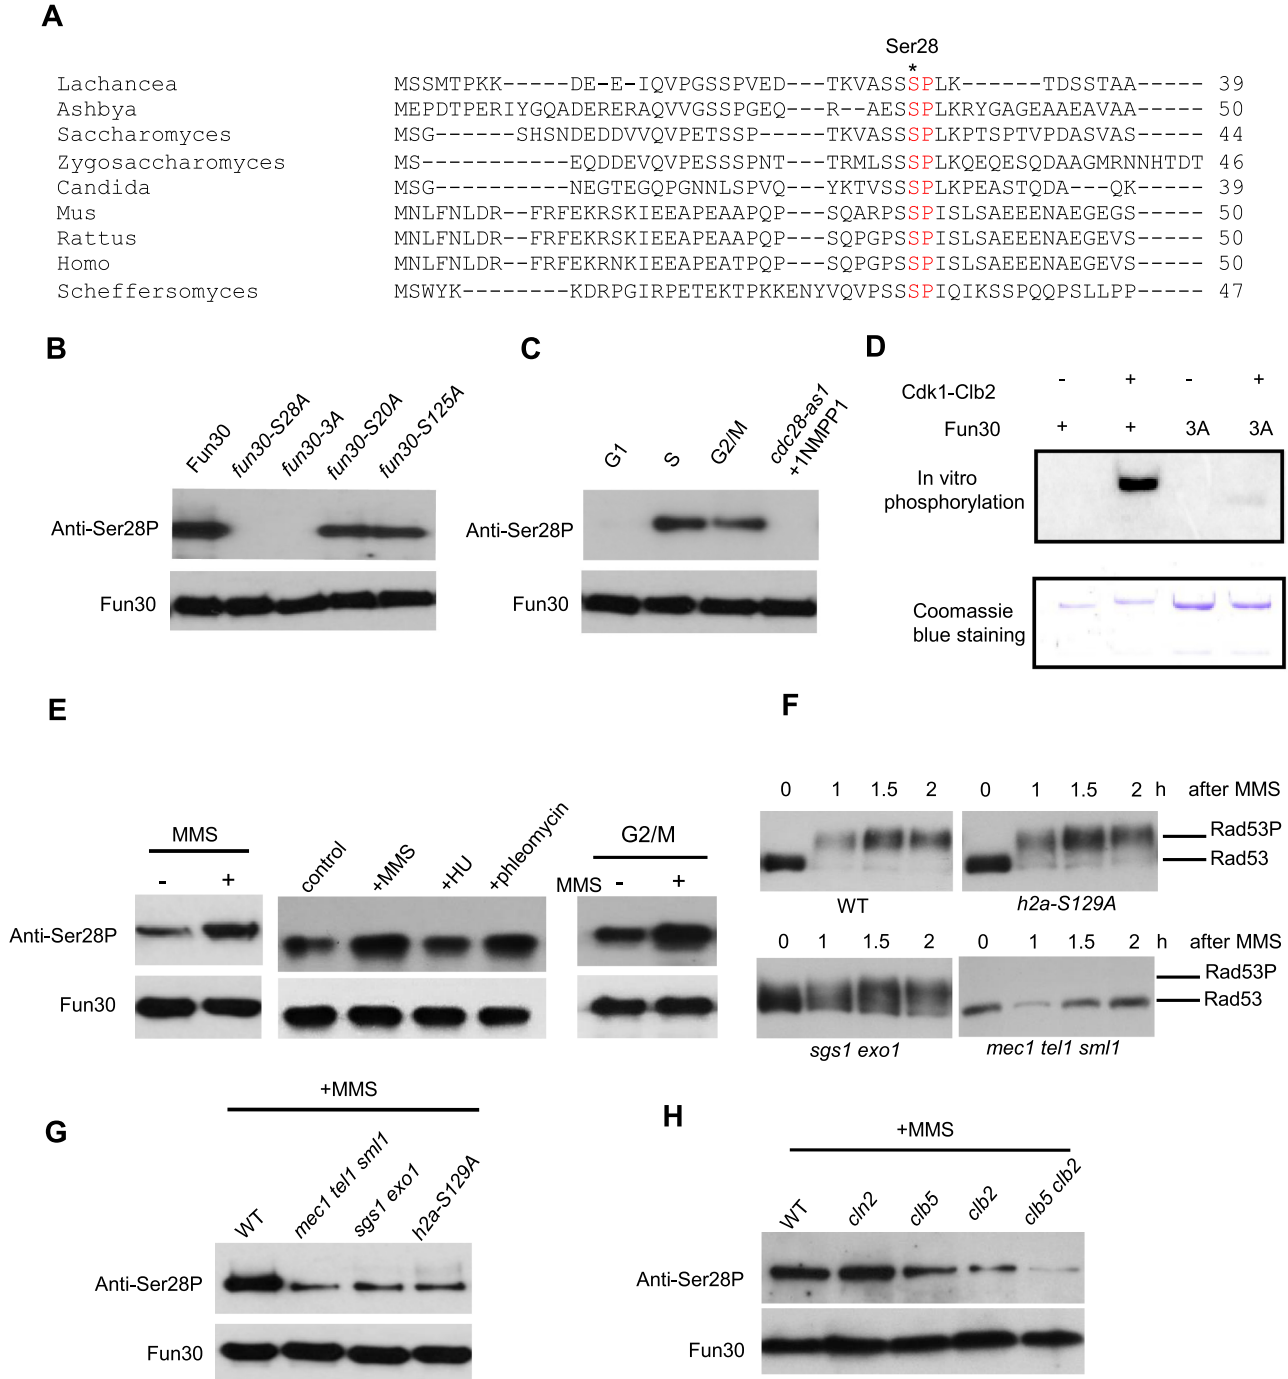 A
Ser28
*
Lachancea MSSMTPKK-----DE-E-IQVPGSSPVED---TKVASSSPLK------TDSSTAA---- 39
Ashbya MEPDTPERIYGQADERERAQVVGSSPGEQ---R--AESSPLKRYGAGEAAEAVAA---- 50
Saccharomyces MSG-----SHSNDEDDVVQVPETSSP------TKVASSSPLKPTSPTVPDASVAS---- 44
Zygosaccharomyces MS----------EQDDEVQVPESSSPNT----TRMLSSSPLKQEQESQDAAGMRNNHTDT 46
Candida MSG---------NEGTEGQPGNNLSPVQ----YKTVSSSPLKPEASTQDA---QK---- 39
Mus MNLFNLDR--FRFEKRSKIEEAPEAAPQP---SQARPSSPISLSAEEENAEGEGS---- 50
Rattus MNLFNLDR--FRFEKRSKIEEAPEAAPQP---SQPGPSSPISLSAEEENAEGEVS---- 50
Homo MNLFNLDR--FRFEKRNKIEEAPEATPQP---SQPGPSSPISLSAEEENAEGEVS---- 50
Scheffersomyces MSWYK-------KDRPGIRPETEKTPKKENYVQVPSSSPIQIKSSPQQPSLLPP----- 47
B
Fun30 fun30-S28A fun30-3A fun30-S20A fun30-S125A
Anti-Ser28P
Fun30
C
G1 S G2/M cdc28-as1 +1NMPP1
Anti-Ser28P
Fun30
D
Cdk1-Clb2 - + - +
Fun30 + + 3A 3A
In vitro
phosphorylation
Coomassie
blue staining
E
MMS
- +
control +MMS +HU +phleomycin
G2/M
MMS - +
Anti-Ser28P
Fun30
F
0 1 1.5 2 0 1 1.5 2 h after MMS
Rad53P
Rad53
WT h2a-S129A
0 1 1.5 2 0 1 1.5 2 h after MMS
Rad53P
Rad53
sgs1 exo1 mec1 tel1 sml1
G
+MMS
WT mec1 tel1 sml1 sgs1 exo1 h2a-S129A
Anti-Ser28P
Fun30
H
+MMS
WT cln2 clb5 clb2 clb5 clb2
Anti-Ser28P
Fun30